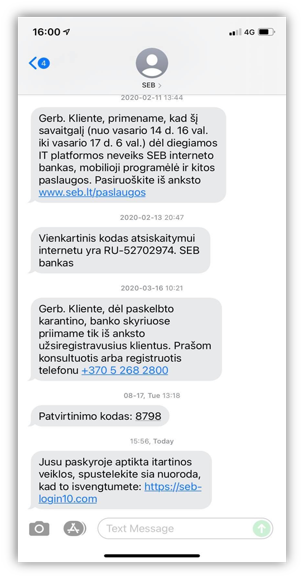 16:00
4G
4
SEB
2020-02-11 13:44
Gerb. Kliente, primename, kad šį
savaitgalį (nuo vasario 14 d. 16 val.
iki vasario 17 d. 6 val.) dėl diegiamos
IT platformos neveiks SEB interneto
bankas, mobilioji programėlė ir kitos
paslaugos. Pasiruoškite iš anksto
www.seb.lt/paslaugos
2020-02-13 20:47
Vienkartinis kodas atsiskaitymui
internetu yra RU-52702974. SEB
bankas
2020-03-16 10:21
Gerb. Kliente, dėl paskelbto
karantino, banko skyriuose
priimame tik iš anksto
užsiregistravusius klientus. Prašom
konsultuotis arba registruotis
telefonu +370 5 268 2800
08-17, Tue 13:18
Patvirtinimo kodas: 8798
15:56, Today
Jusu paskyroje aptikta itartinos
veiklos, spustelekite sia nuoroda,
kad to isvengtumete: https://seb-
login10.com
Text Message